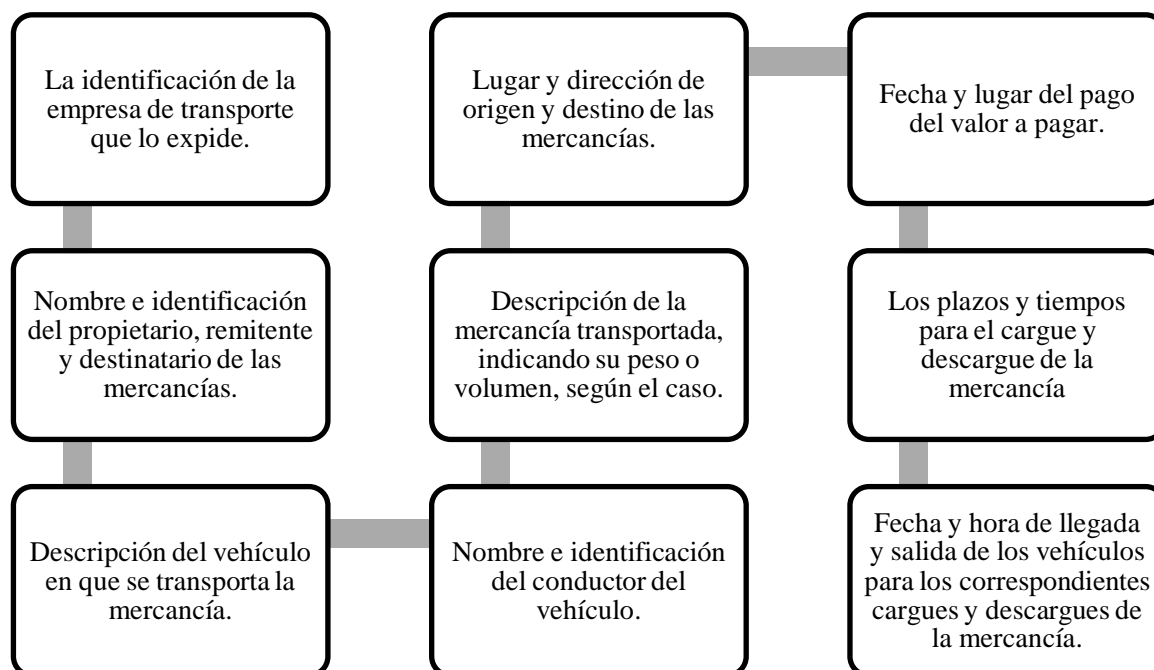 La identificación de la
empresa de transporte
que lo expide.
Nombre e identificación
del propietario, remitente
y destinatario de las
mercancías.
Descripción del vehículo
en que se transporta la
mercancía.
Nombre e identificación
del conductor del
vehículo.
Descripción de la
mercancía transportada,
indicando su peso o
volumen, según el caso.
Lugar y dirección de
origen y destino de las
mercancías.
Fecha y lugar del pago
del valor a pagar.
Los plazos y tiempos
para el cargue y
descargue de la
mercancía
Fecha y hora de llegada
y salida de los vehículos
para los correspondientes
cargues y descargues de
la mercancía.